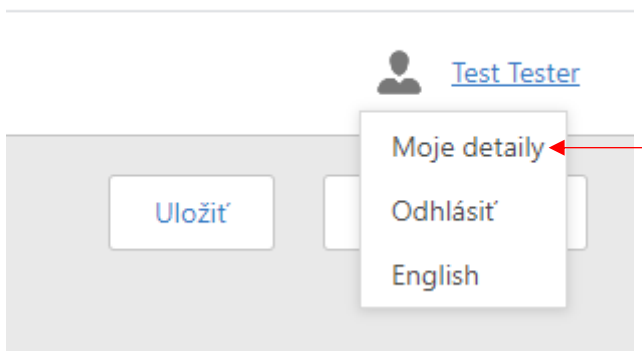 Test Tester
Moje detaily
Uložiť
Odhlásiť
English